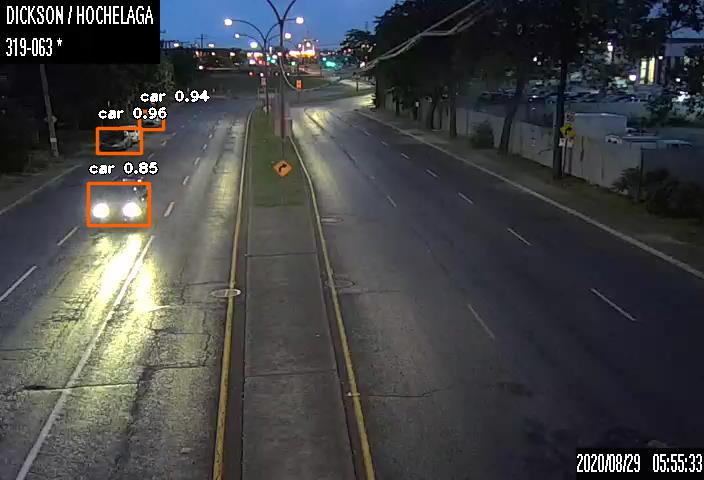 DICKSON / HOCHELAGA
319-063 *
car 0.94
car 0.96
car 0.85
2020/08/29 05:55:33